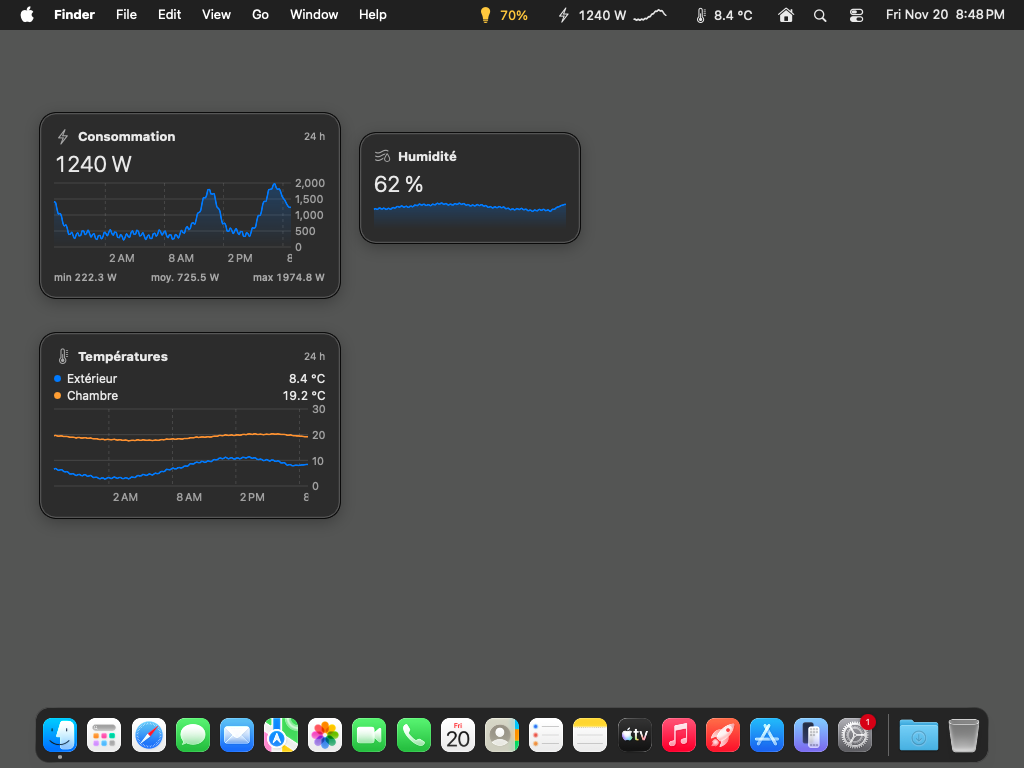 Finder File Edit View Go Window Help 70% 1240 W 8.4 °C Fri Nov 20 8:48 PM
Consommation 24 h
1240 W
2,000
1,500
1,000
500
0
2 AM 8 AM 2 PM 8
min 222.3 W moy. 725.5 W max 1974.8 W
Humidité
62 %
Températures 24 h
Extérieur 8.4 °C
Chambre 19.2 °C
30
20
10
0
2 AM 8 AM 2 PM 8
Fri
20
tv
1